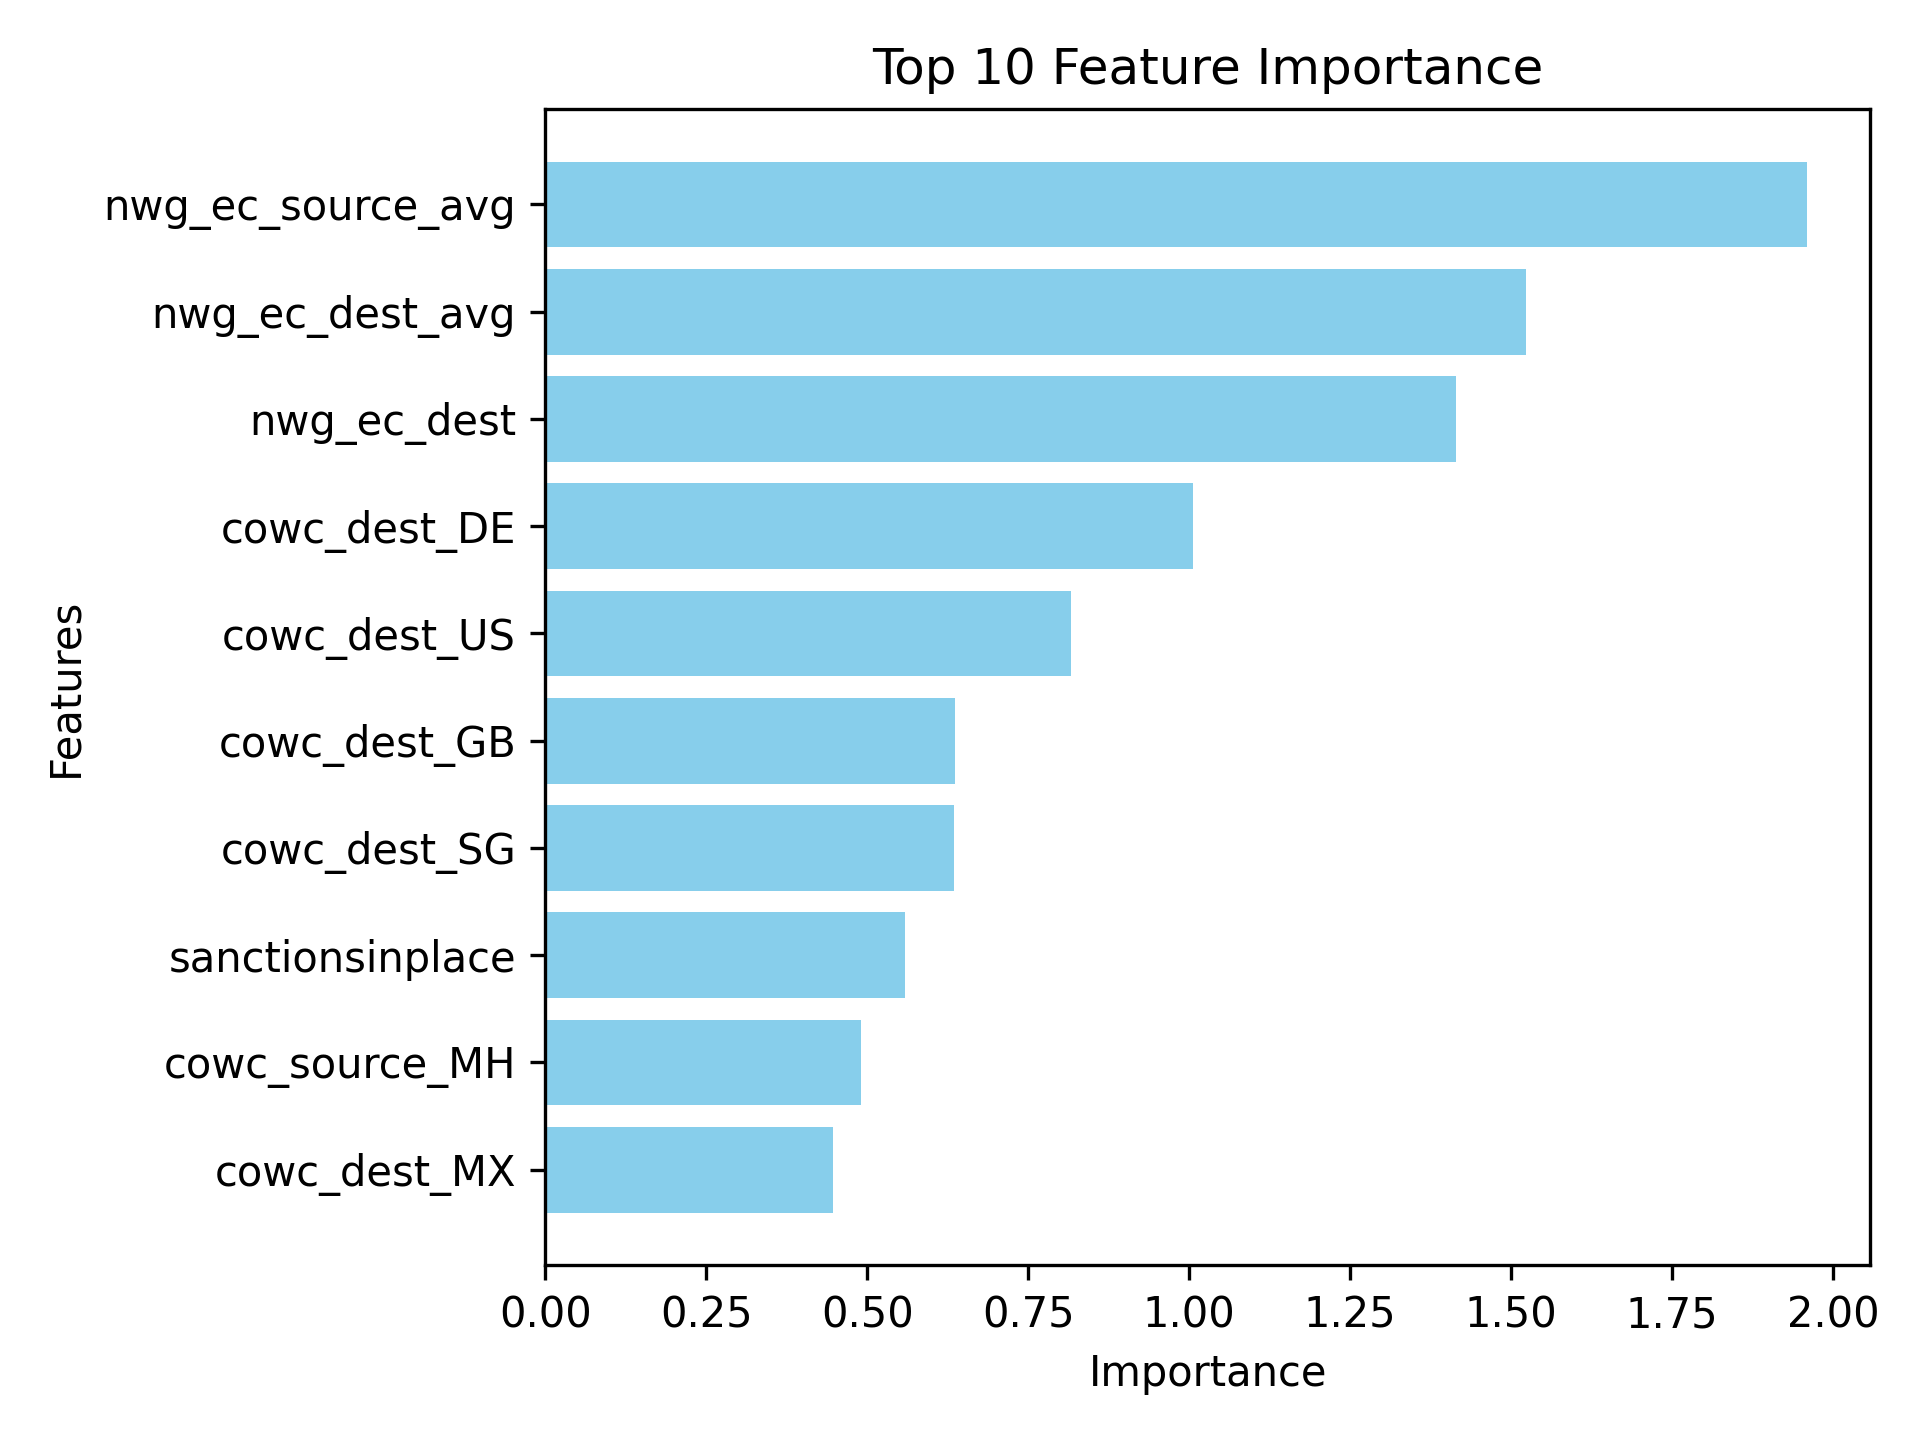 Top 10 Feature Importance
nwg_ec_source_avg
nwg_ec_dest_avg
nwg_ec_dest
cowc_dest_DE
cowc_dest_US
cowc_dest_GB
cowc_dest_SG
sanctionsinplace
cowc_source_MH
cowc_dest_MX
Features
0.00 0.25 0.50 0.75 1.00 1.25 1.50 1.75 2.00
Importance